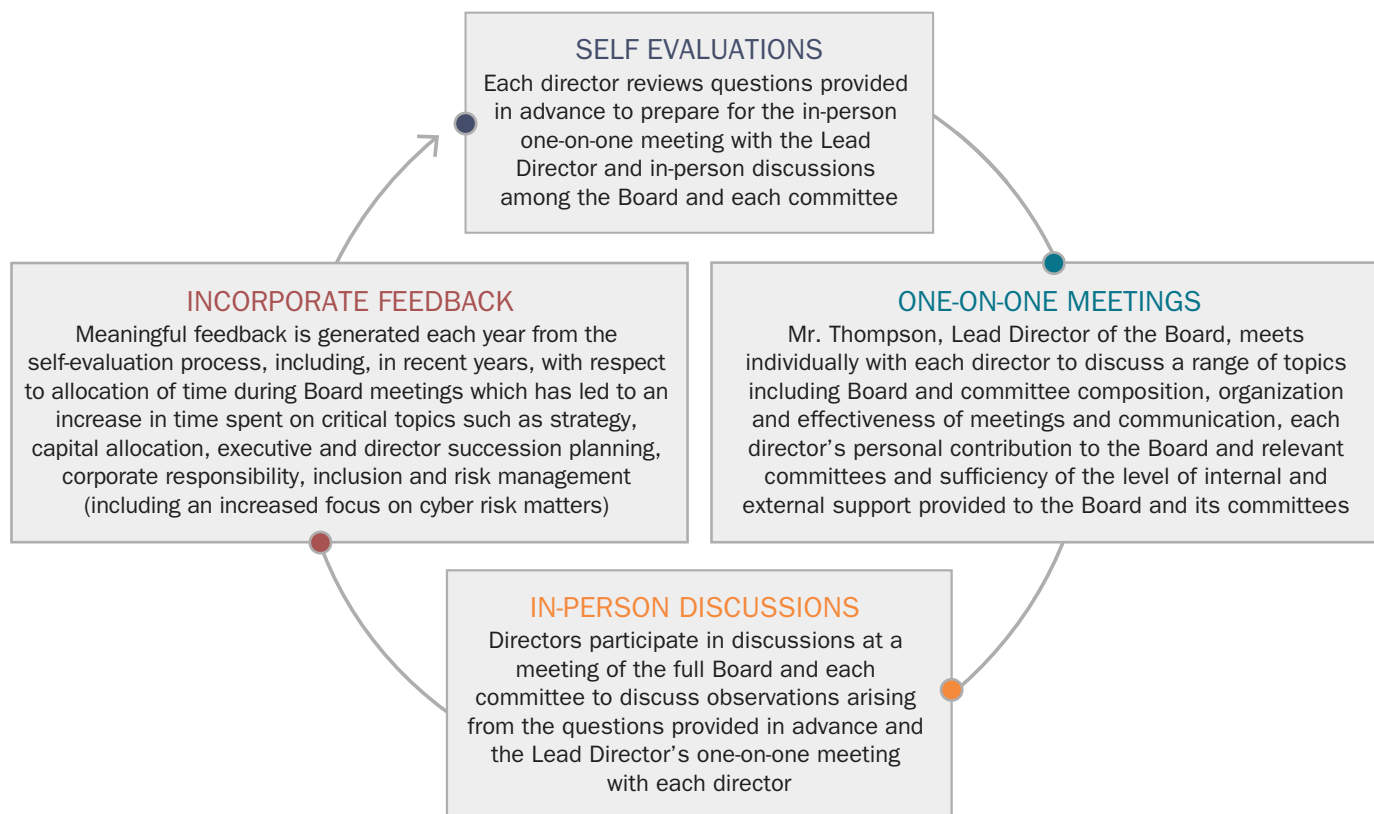 SELF EVALUATIONS
Each director reviews questions provided
in advance to prepare for the in-person
one-on-one meeting with the Lead
Director and in-person discussions
among the Board and each committee
ONE-ON-ONE MEETINGS
Mr. Thompson, Lead Director of the Board, meets
individually with each director to discuss a range of topics
including Board and committee composition, organization
and effectiveness of meetings and communication, each
director’s personal contribution to the Board and relevant
committees and sufficiency of the level of internal and
external support provided to the Board and its committees
IN-PERSON DISCUSSIONS
Directors participate in discussions at a
meeting of the full Board and each
committee to discuss observations arising
from the questions provided in advance and
the Lead Director’s one-on-one meeting
with each director
INCORPORATE FEEDBACK
Meaningful feedback is generated each year from the
self-evaluation process, including, in recent years, with respect
to allocation of time during Board meetings which has led to an
increase in time spent on critical topics such as strategy,
capital allocation, executive and director succession planning,
corporate responsibility, inclusion and risk management
(including an increased focus on cyber risk matters)